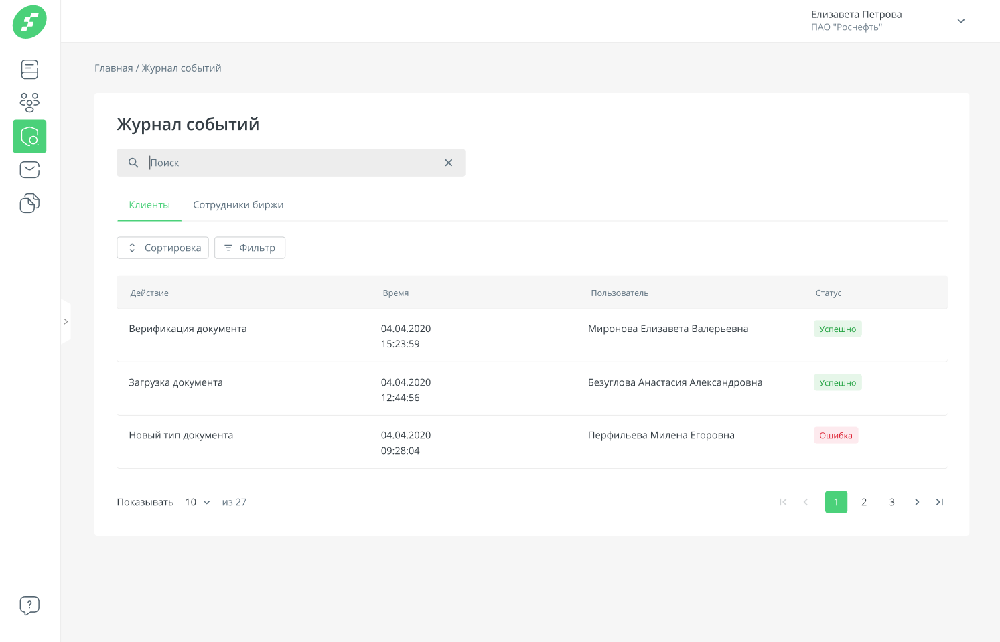 Елизавета Петрова
ПАО "Роснефть"
Главная / Журнал событий
Журнал событий
Поиск
Клиенты Сотрудники биржи
Сортировка Фильтр
Действие Время Пользователь Статус
Верификация документа 04.04.2020 Миронова Елизавета Валерьевна Успешно
15:23:59
Загрузка документа 04.04.2020 Безуглова Анастасия Александровна Успешно
12:44:56
Новый тип документа 04.04.2020 Перфильева Милена Егоровна Ошибка
09:28:04
Показывать 10 из 27 1 2 3
?